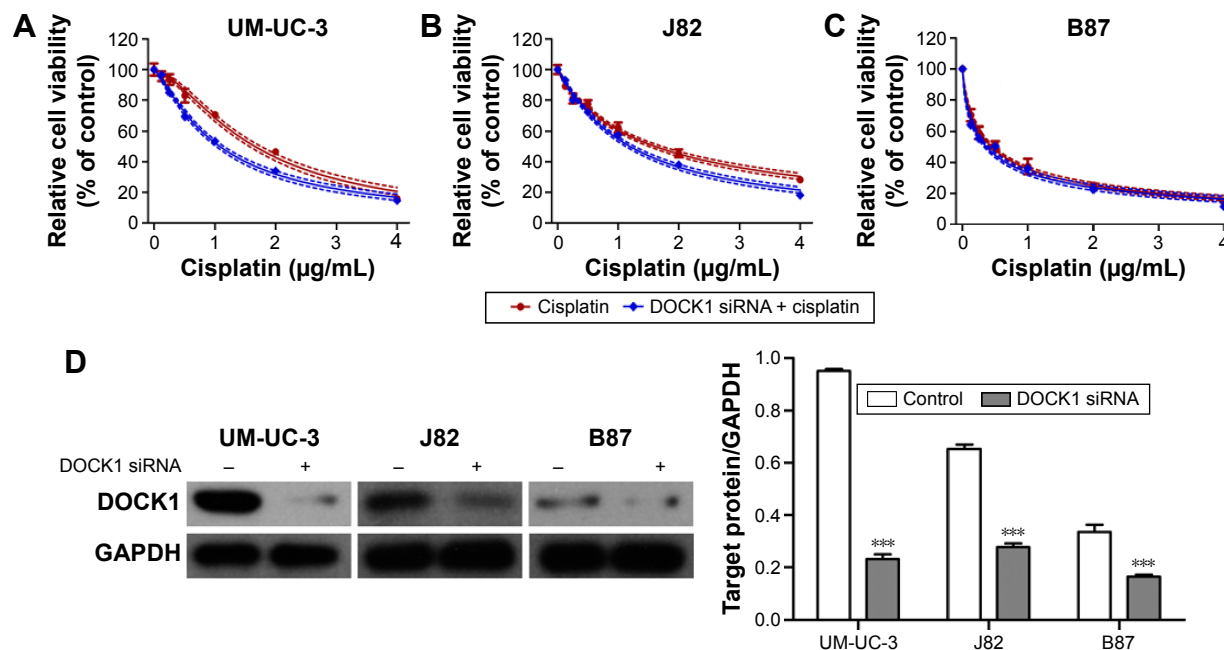 A
UM-UC-3
Relative cell viability
(% of control)
120
100
80
60
40
20
0
0 1 2 3 4
Cisplatin (µg/mL)
B
J82
Relative cell viability
(% of control)
120
100
80
60
40
20
0
0 1 2 3 4
Cisplatin (µg/mL)
C
B87
Relative cell viability
(% of control)
120
100
80
60
40
20
0
0 1 2 3 4
Cisplatin (µg/mL)
Cisplatin DOCK1 siRNA + cisplatin
D
UM-UC-3 J82 B87
DOCK1 siRNA – + – + – +
DOCK1
GAPDH
Target protein/GAPDH
1.0
0.8
0.6
0.4
0.2
0.0
Control DOCK1 siRNA
*** *** ***
UM-UC-3 J82 B87